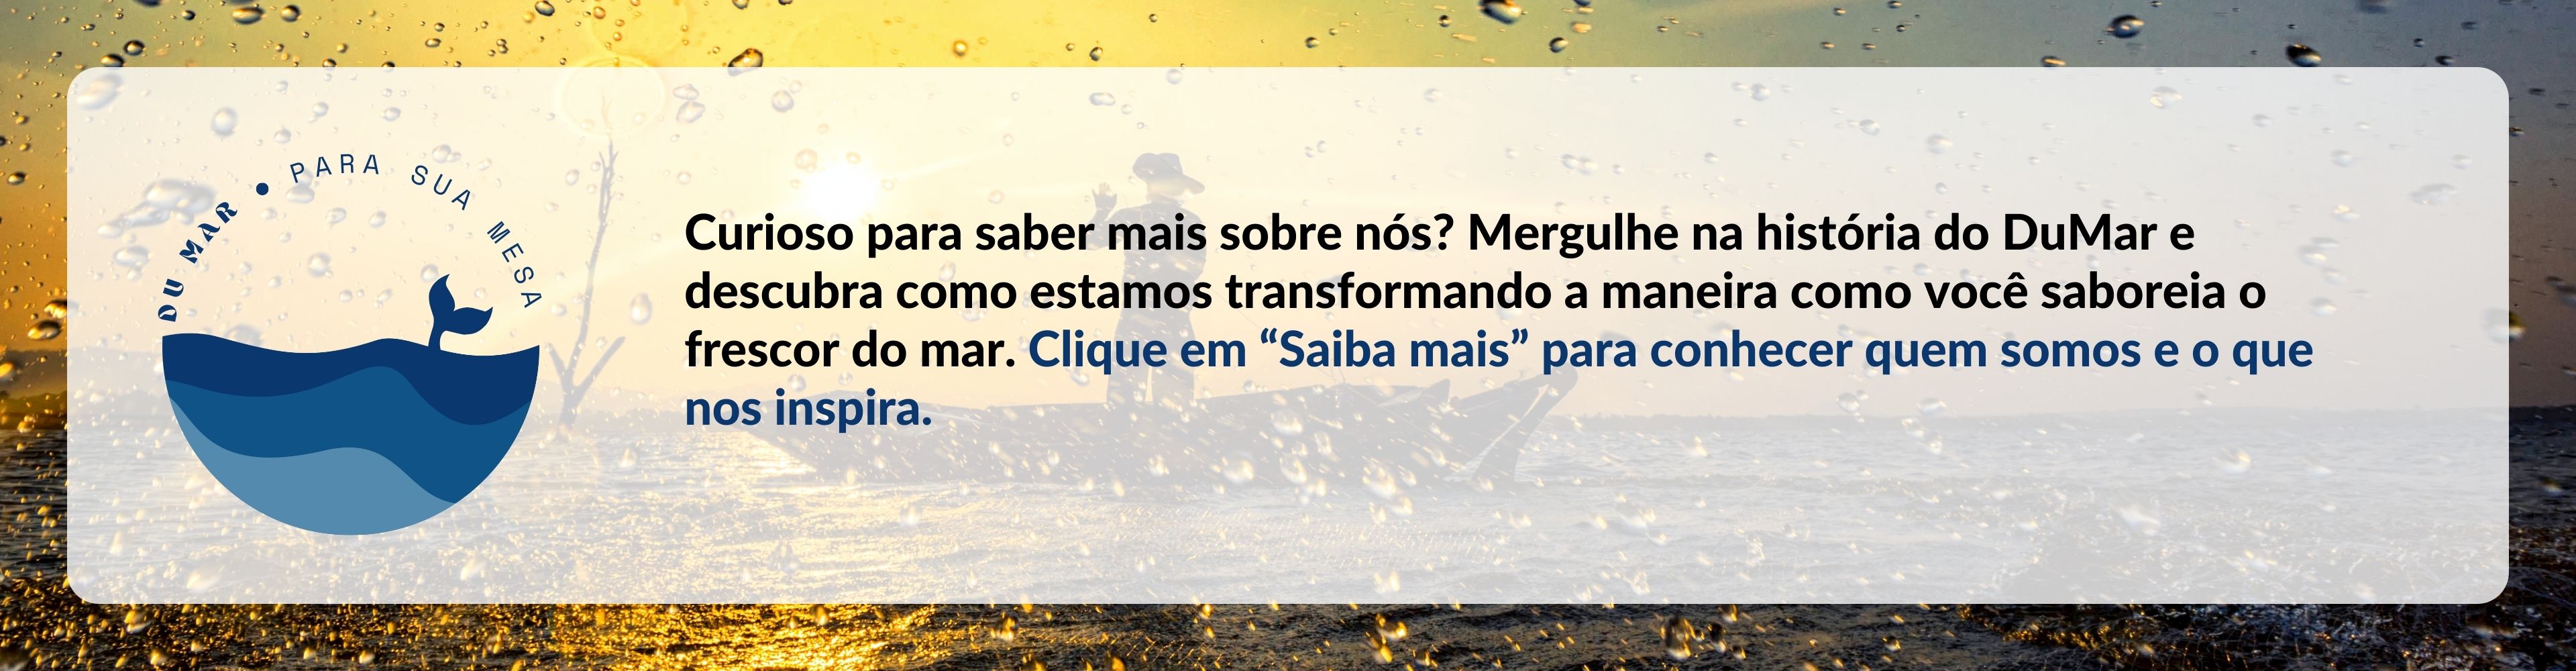 DU MAR • PARA SUA MESA
Curioso para saber mais sobre nós? Mergulhe na história do DuMar e
descubra como estamos transformando a maneira como você saboreia o
frescor do mar. Clique em “Saiba mais” para conhecer quem somos e o que
nos inspira.